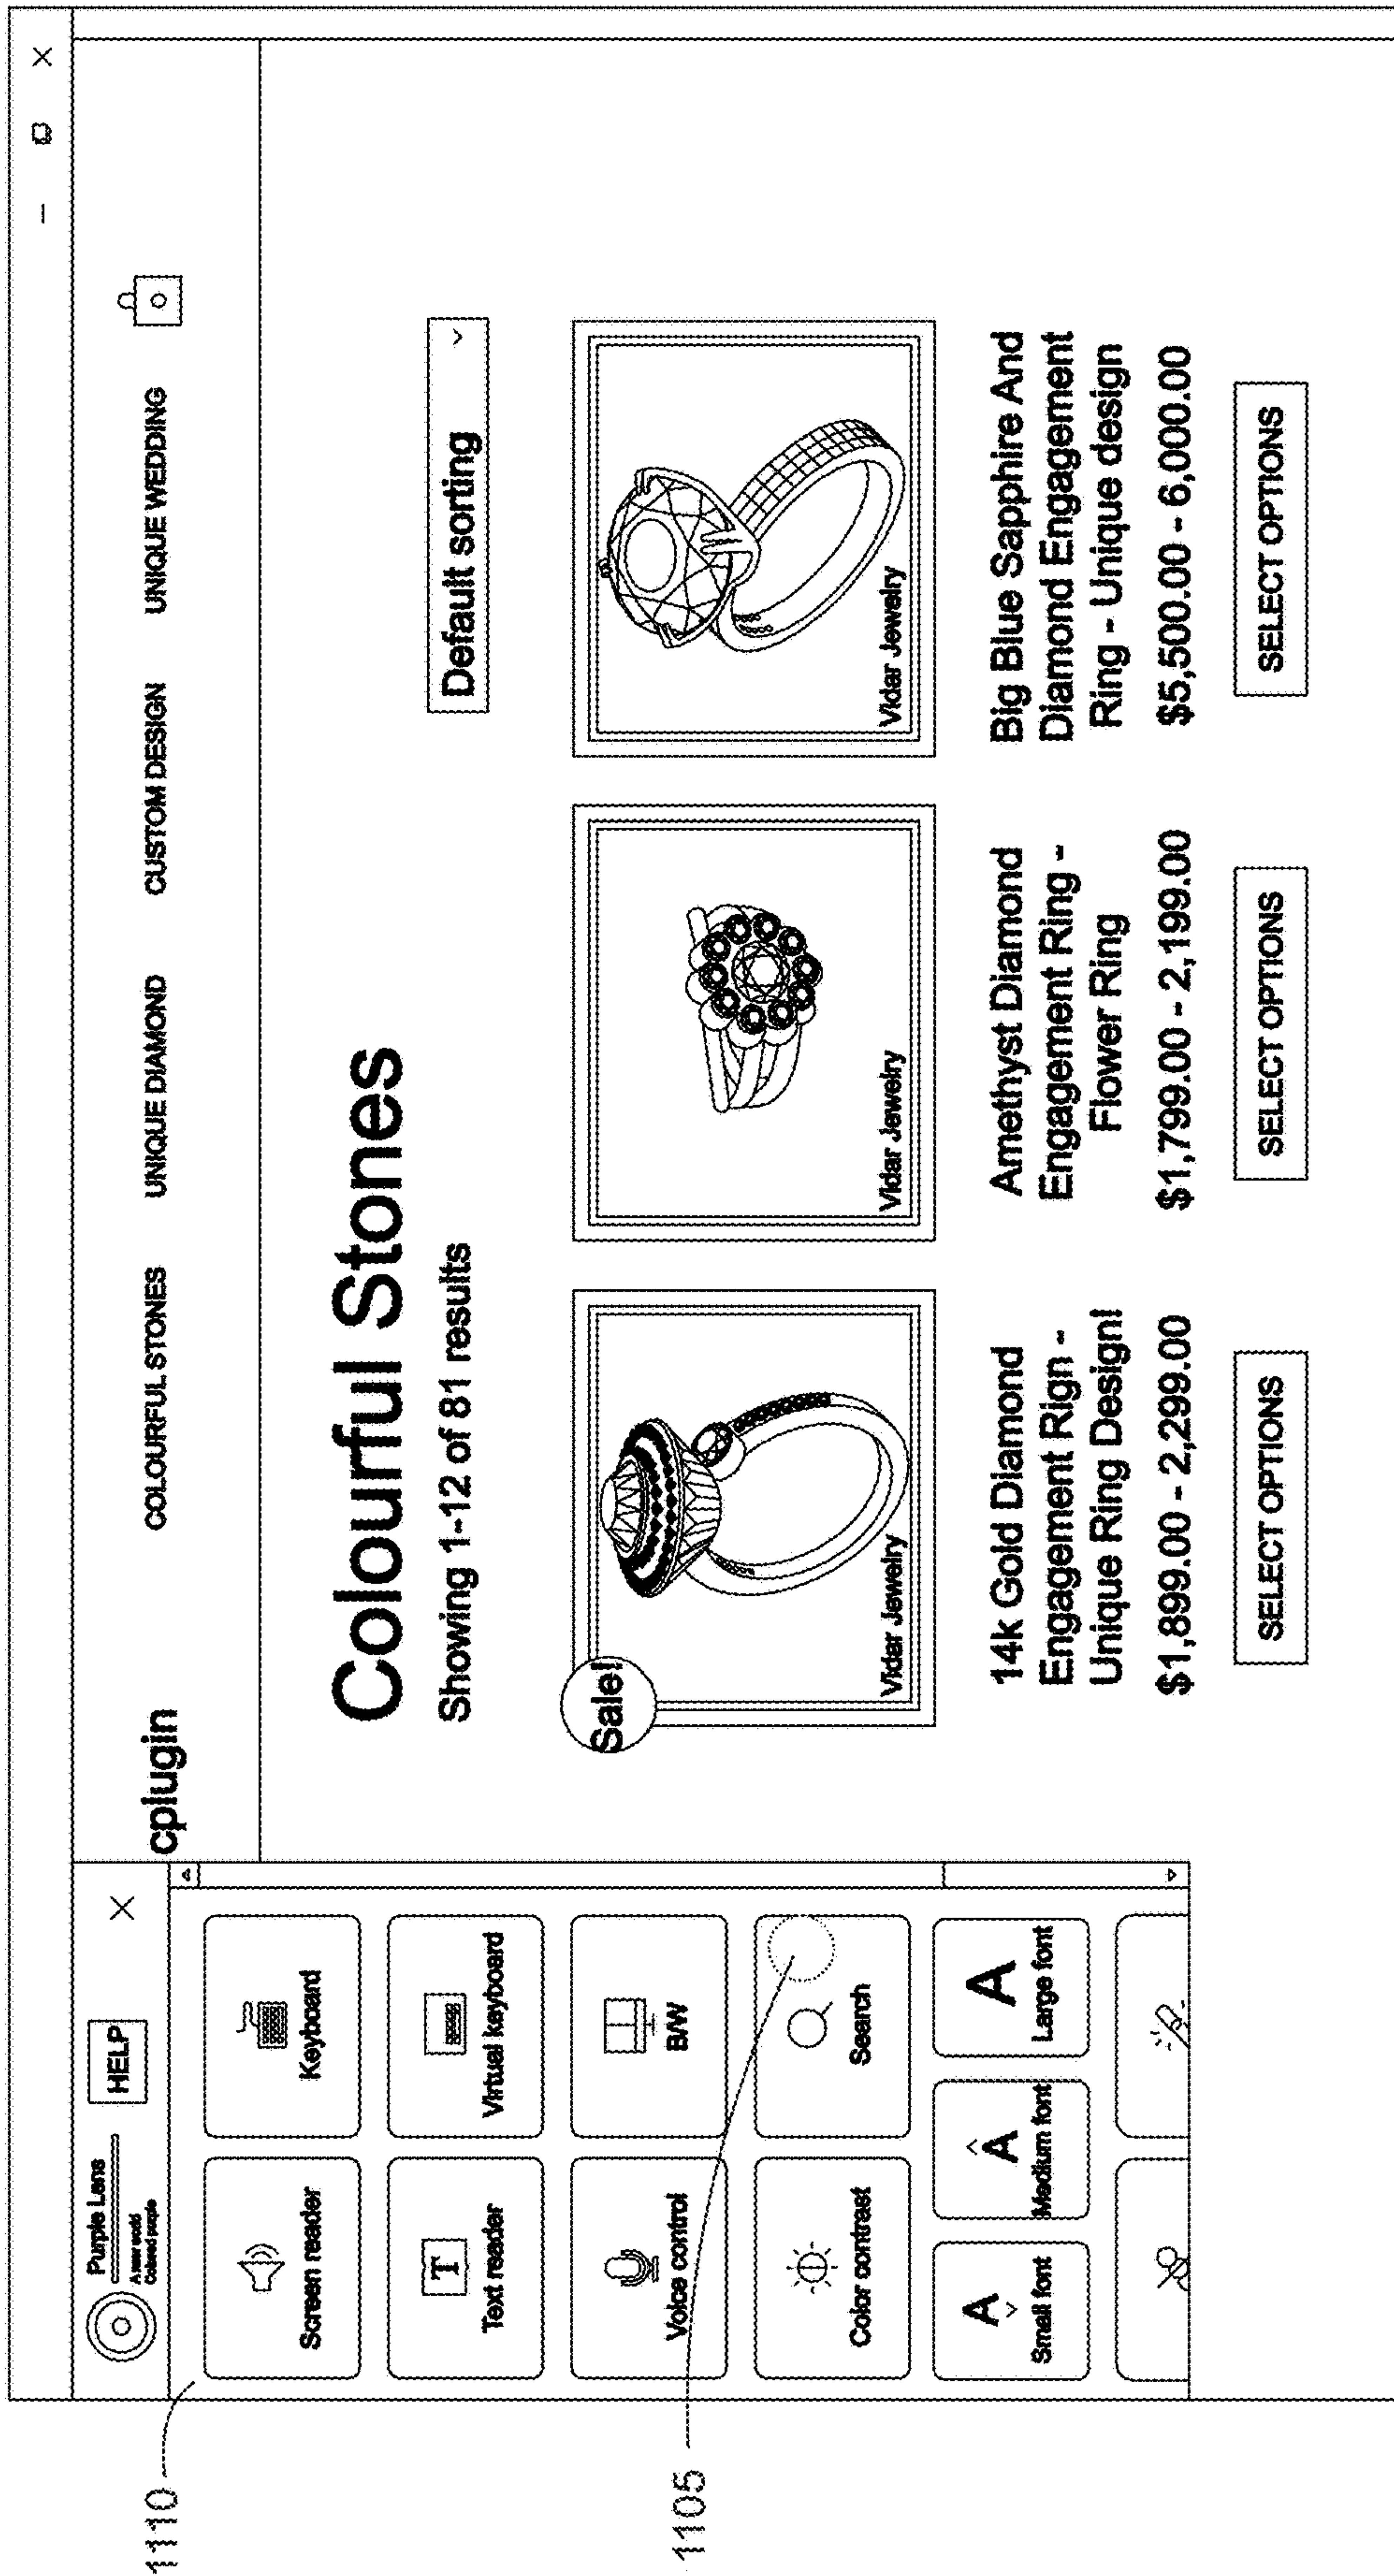 Purple Lens
A new world
Colored purple
HELP
cplugin
COLOURFUL STONES
UNIQUE DIAMOND
CUSTOM DESIGN
UNIQUE WEDDING
Screen reader
Keyboard
Text reader
T
Virtual keyboard
Voice control
B/W
Color contrast
Search
A
Small font
A
Medium font
A
Large font
Colourful Stones
Showing 1-12 of 81 results
Default sorting
Sale!
Vidar Jewelry
14k Gold Diamond
Engagement Rign -
Unique Ring Design!
$1,899.00 - 2,299.00
SELECT OPTIONS
Vidar Jewelry
Amethyst Diamond
Engagement Ring -
Flower Ring
$1,799.00 - 2,199.00
SELECT OPTIONS
Vidar Jewelry
Big Blue Sapphire And
Diamond Engagement
Ring - Unique design
$5,500.00 - 6,000.00
SELECT OPTIONS
1110
1105